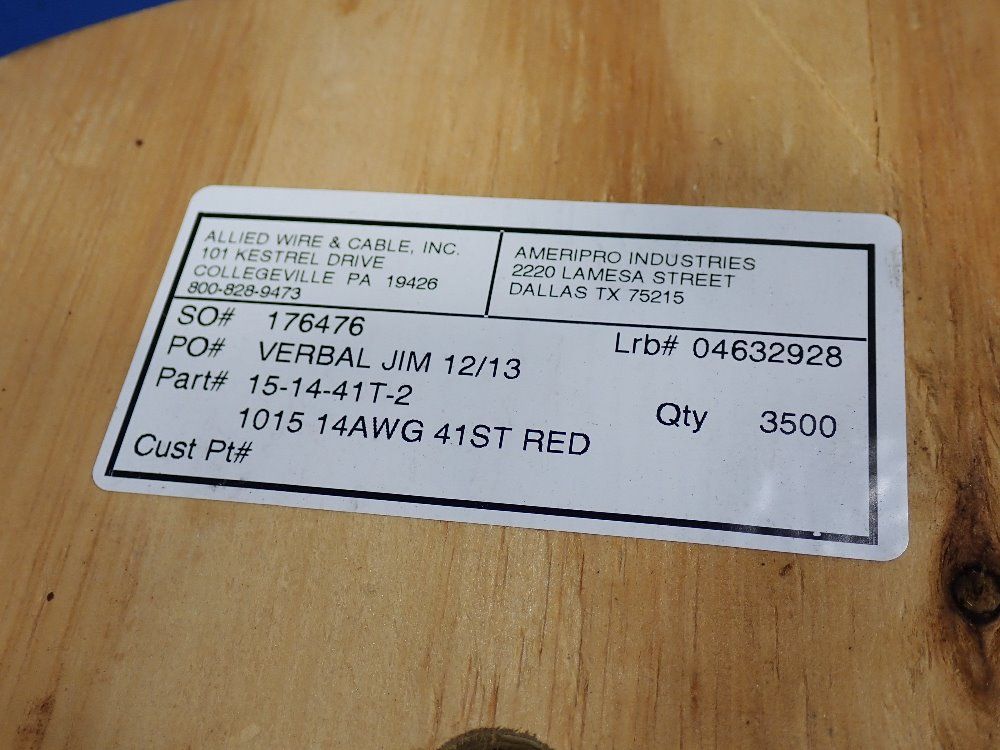 ALLIED WIRE & CABLE, INC.
101 KESTREL DRIVE
COLLEGEVILLE PA 19426
800-828-9473
AMERIPRO INDUSTRIES
2220 LAMESA STREET
DALLAS TX 75215
SO# 176476
Lrb# 04632928
PO# VERBAL JIM 12/13
Part# 15-14-41T-2
Qty 3500
1015 14AWG 41ST RED
Cust Pt#